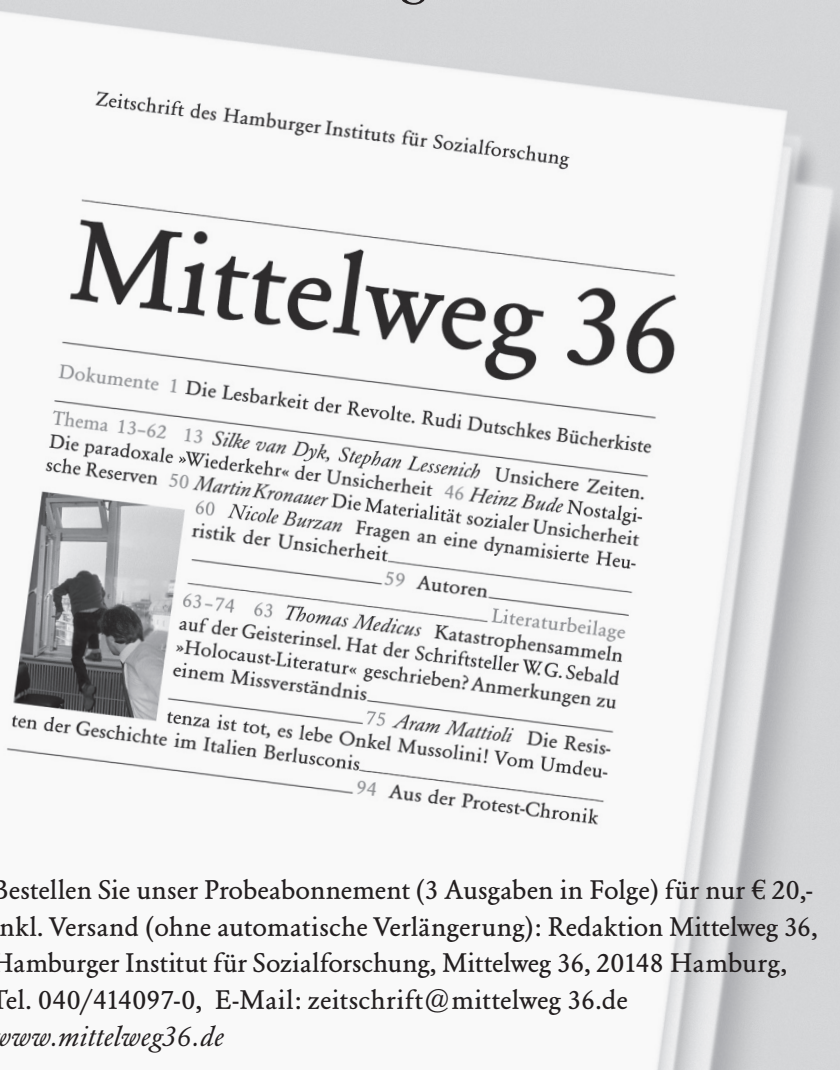 Zeitschrift des Hamburger Instituts für Sozialforschung
Mittelweg 36
Dokumente 1 Die Lesbarkeit der Revolte. Rudi Dutschkes Bücherkiste
Thema 13–62 13 Silke van Dyk, Stephan Lessenich Unsichere Zeiten.
Die paradoxale »Wiederkehr« der Unsicherheit 46 Heinz Bude Nostalgi-
sche Reserven 50 Martin Kronauer Die Materialität sozialer Unsicherheit
60 Nicole Burzan Fragen an eine dynamisierte Heu-
ristik der Unsicherheit
59 Autoren
Literaturbeilage
63–74 63 Thomas Medicus Katastrophensammeln
auf der Geisterinsel. Hat der Schriftsteller W.G. Sebald
»Holocaust-Literatur« geschrieben? Anmerkungen zu
einem Missverständnis
75 Aram Mattioli Die Resis-
tenza ist tot, es lebe Onkel Mussolini! Vom Umdeu-
ten der Geschichte im Italien Berlusconis
94 Aus der Protest-Chronik
Bestellen Sie unser Probeabonnement (3 Ausgaben in Folge) für nur € 20,-
inkl. Versand (ohne automatische Verlängerung): Redaktion Mittelweg 36,
Hamburger Institut für Sozialforschung, Mittelweg 36, 20148 Hamburg,
Tel. 040/414097-0, E-Mail: zeitschrift@mittelweg 36.de
www.mittelweg36.de